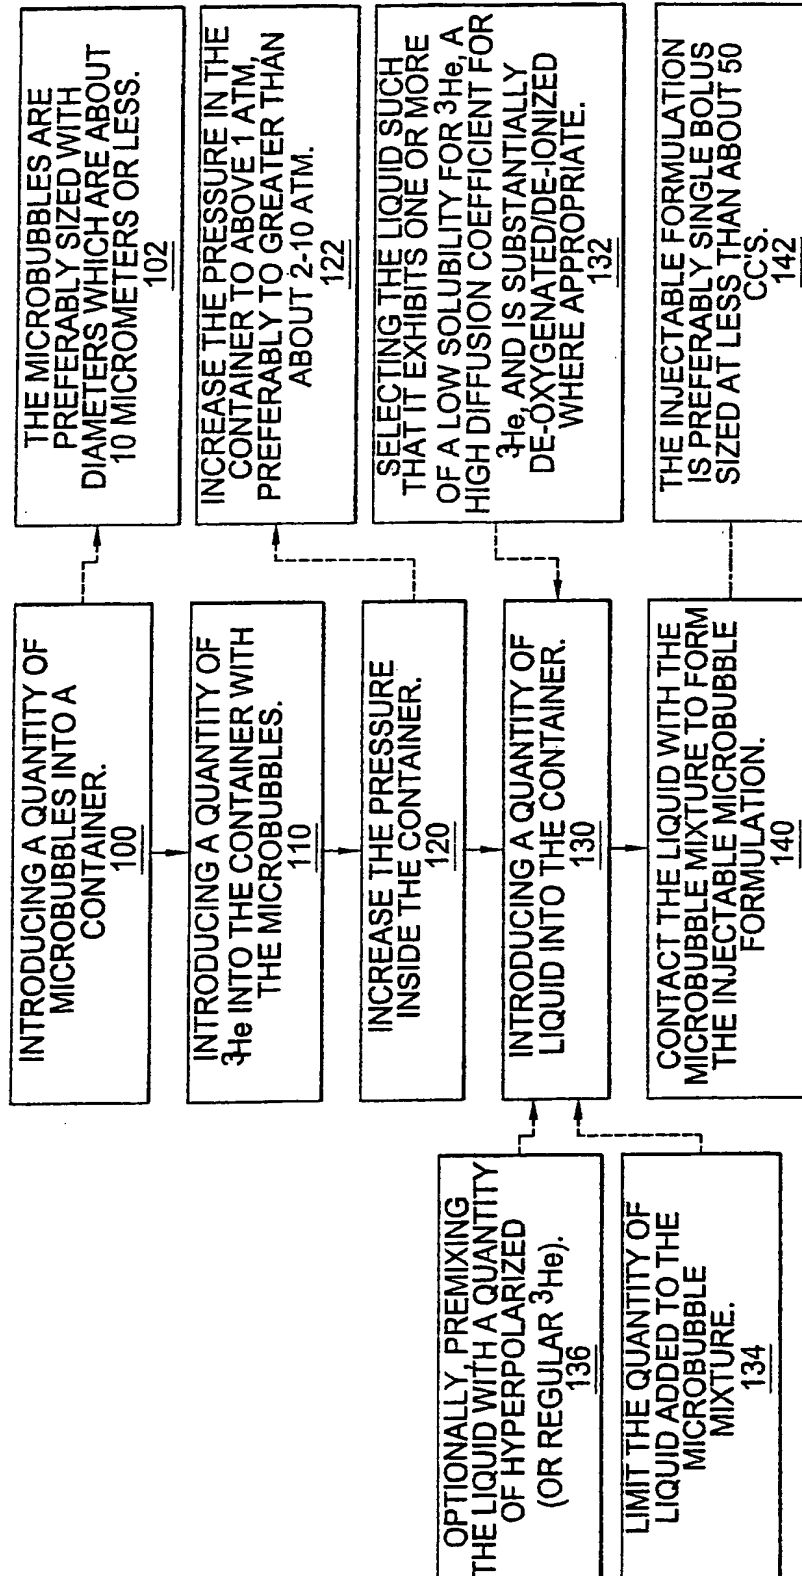 INTRODUCING A QUANTITY OF
MICROBUBBLES INTO A
CONTAINER.
100
THE MICROBUBBLES ARE
PREFERABLY SIZED WITH
DIAMETERS WHICH ARE ABOUT
10 MICROMETERS OR LESS.
102
INTRODUCING A QUANTITY OF
³He INTO THE CONTAINER WITH
THE MICROBUBBLES.
110
INCREASE THE PRESSURE
INSIDE THE CONTAINER.
120
INCREASE THE PRESSURE IN THE
CONTAINER TO ABOVE 1 ATM,
PREFERABLY TO GREATER THAN
ABOUT 2-10 ATM.
122
INTRODUCING A QUANTITY OF
LIQUID INTO THE CONTAINER.
130
SELECTING THE LIQUID SUCH
THAT IT EXHIBITS ONE OR MORE
OF A LOW SOLUBILITY FOR ³He, A
HIGH DIFFUSION COEFFICIENT FOR
³He, AND IS SUBSTANTIALLY
DE-OXYGENATED/DE-IONIZED
WHERE APPROPRIATE.
132
OPTIONALLY, PREMIXING
THE LIQUID WITH A QUANTITY
OF HYPERPOLARIZED
(OR REGULAR ³He).
136
LIMIT THE QUANTITY OF
LIQUID ADDED TO THE
MICROBUBBLE
MIXTURE.
134
CONTACT THE LIQUID WITH THE
MICROBUBBLE MIXTURE TO FORM
THE INJECTABLE MICROBUBBLE
FORMULATION.
140
THE INJECTABLE FORMULATION
IS PREFERABLY SINGLE BOLUS
SIZED AT LESS THAN ABOUT 50
CC'S.
142